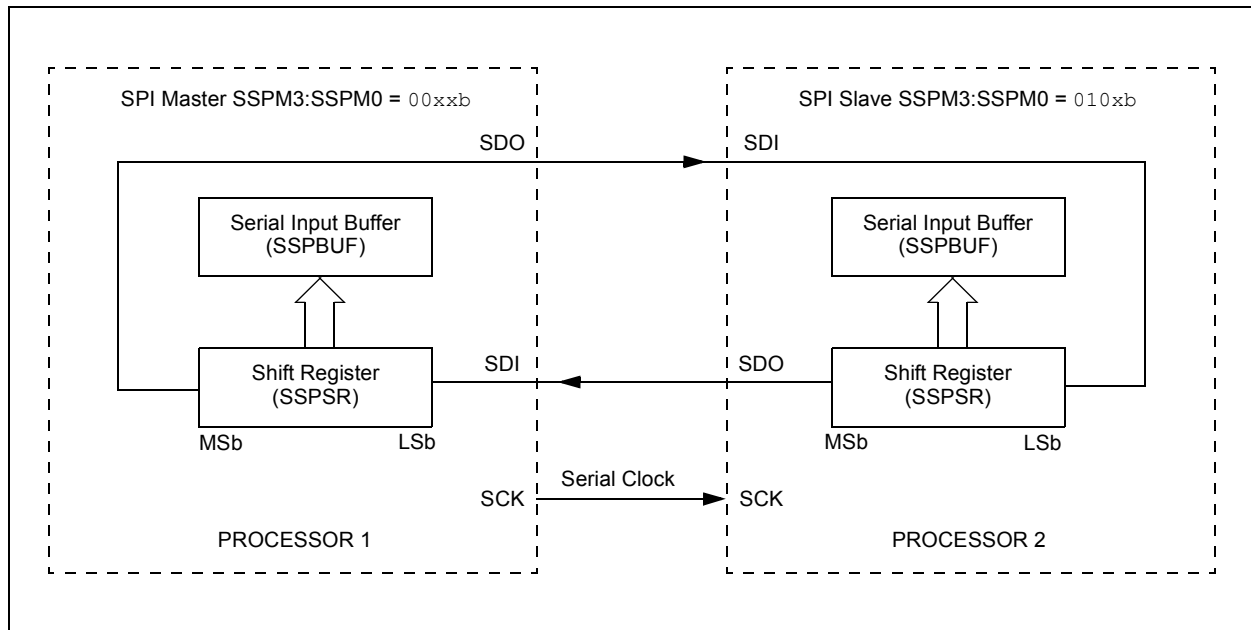 SPI Master SSPM3:SSPM0 = 00xxb
SDO
Serial Input Buffer
(SSPBUF)
Shift Register
(SSPSR)
MSb
LSb
SDI
SCK
PROCESSOR 1
Serial Clock
SPI Slave SSPM3:SSPM0 = 010xb
SDI
Serial Input Buffer
(SSPBUF)
SDO
Shift Register
(SSPSR)
MSb
LSb
SCK
PROCESSOR 2